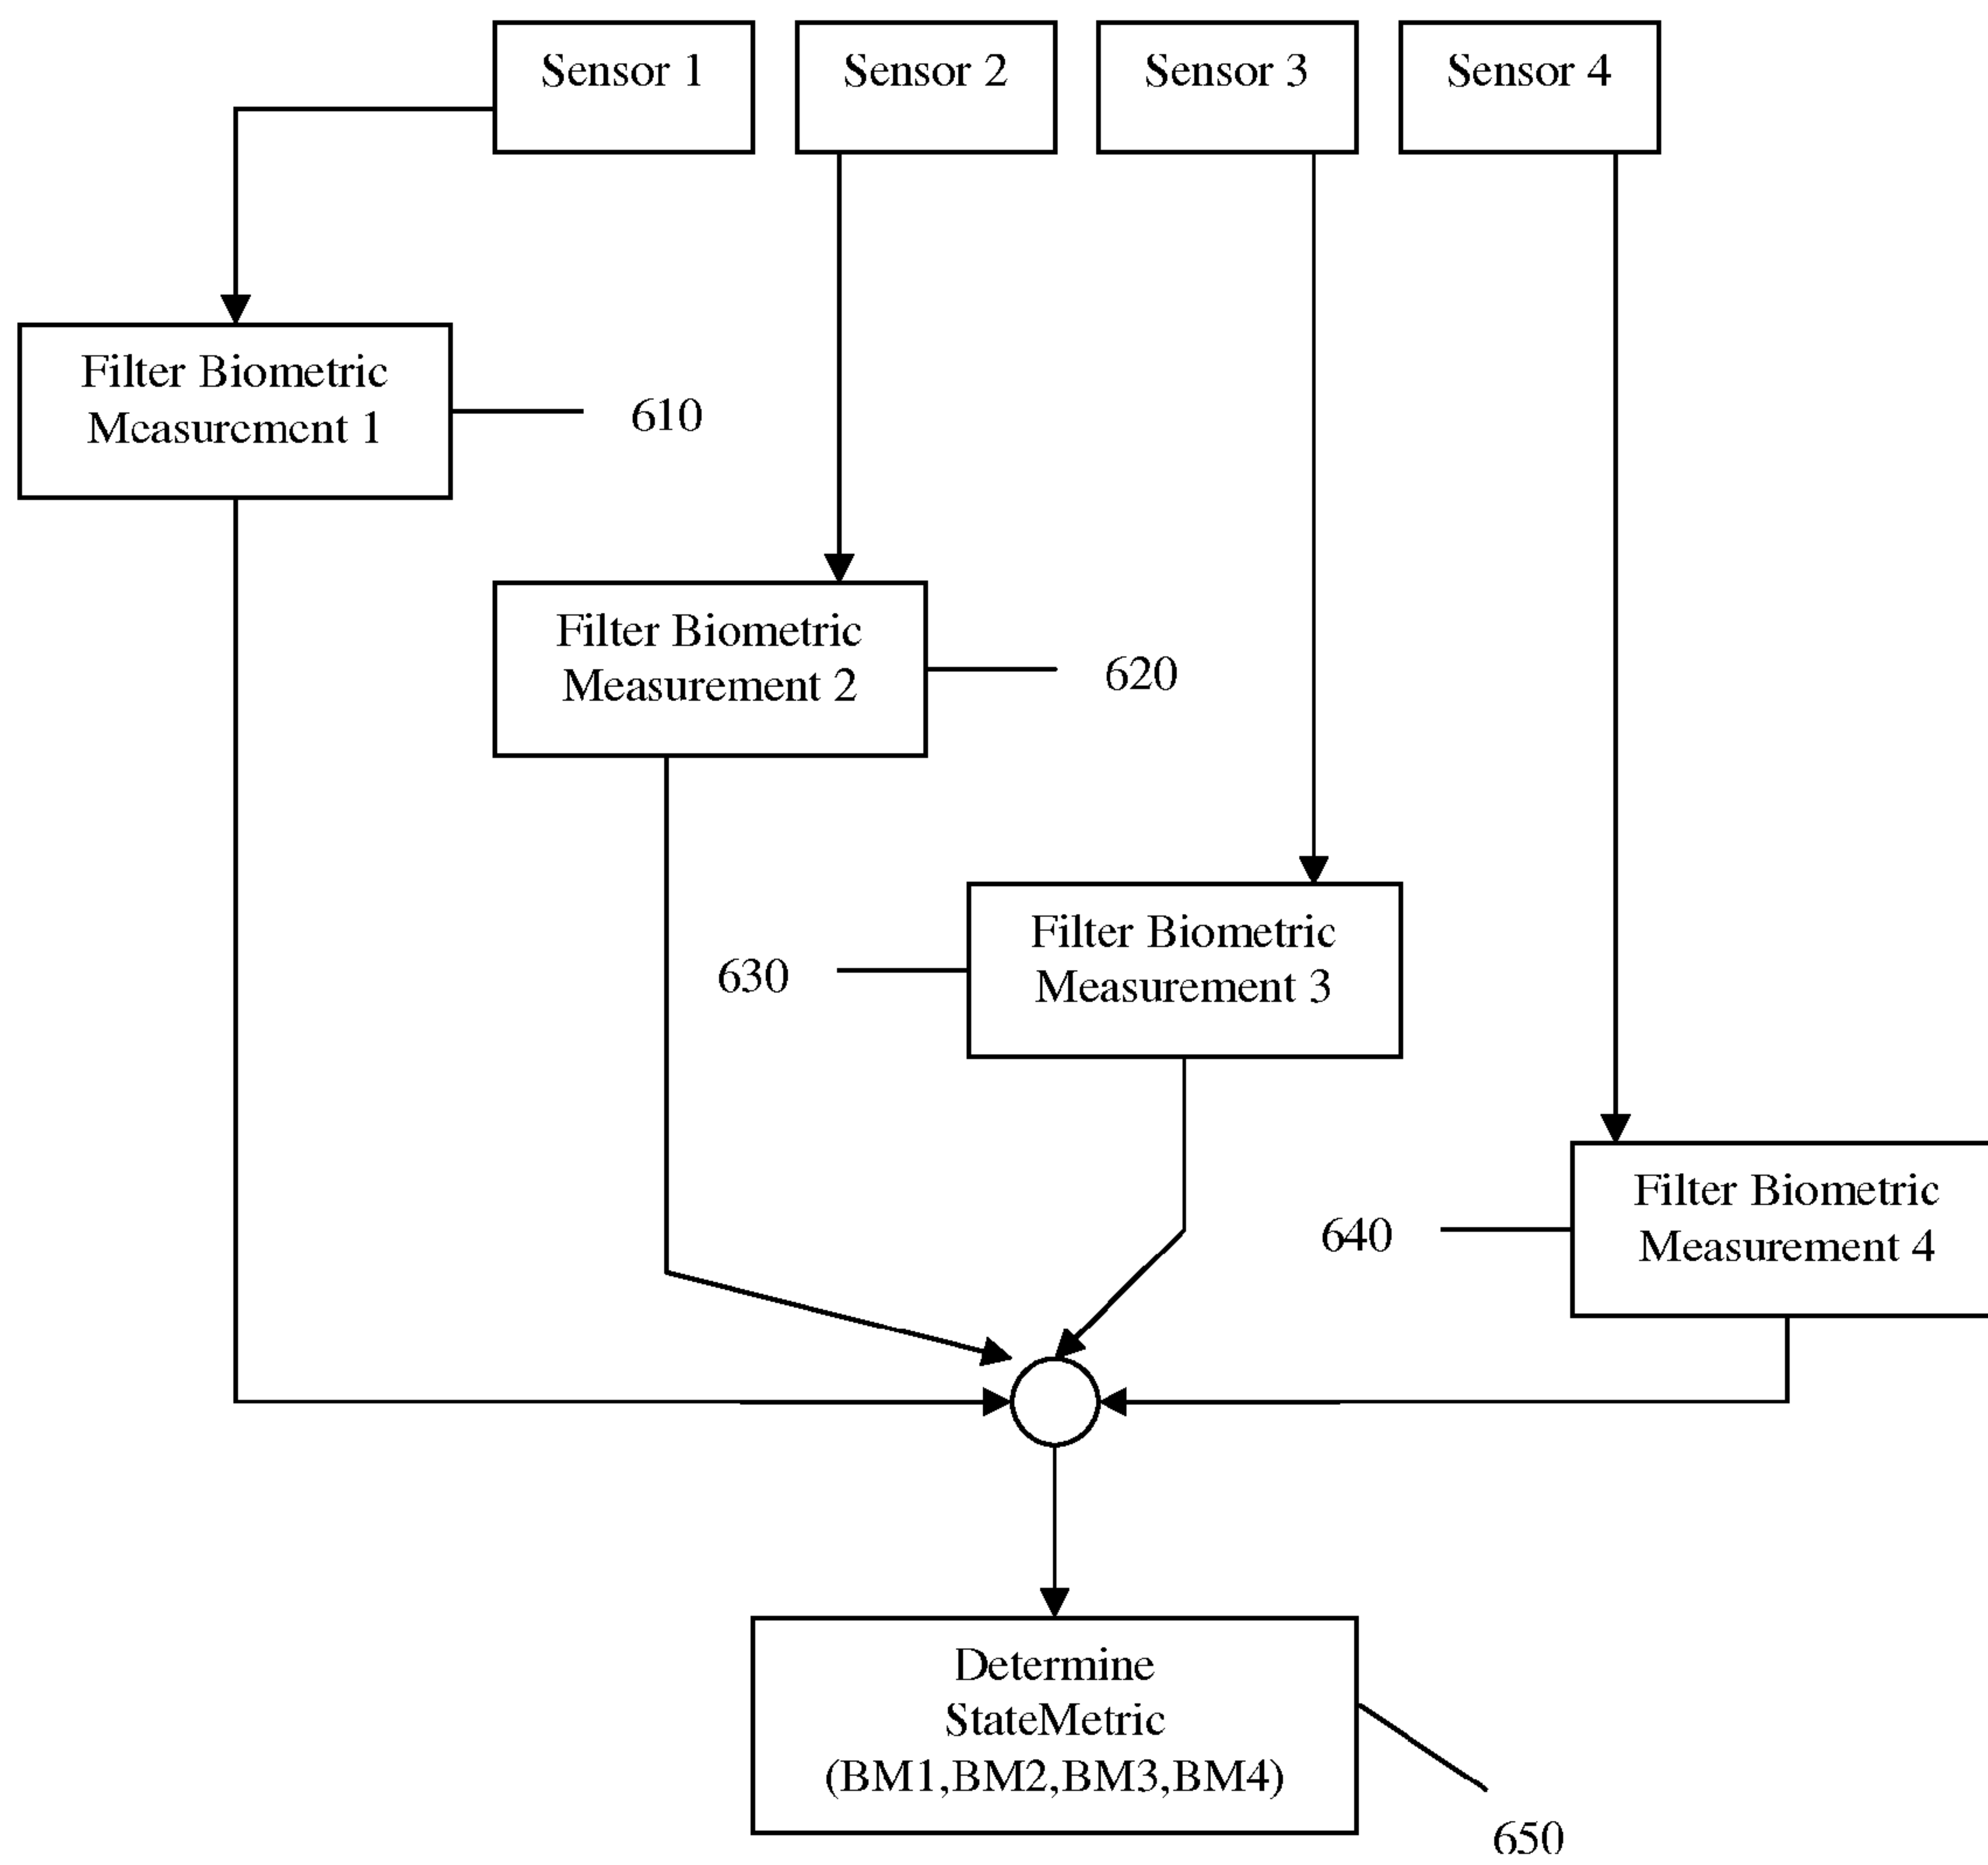 Sensor 1
Sensor 2
Sensor 3
Sensor 4
Filter Biometric
Measurement 1
610
Filter Biometric
Measurement 2
620
Filter Biometric
Measurement 3
630
Filter Biometric
Measurement 4
640
Determine
StateMetric
(BM1,BM2,BM3,BM4)
650